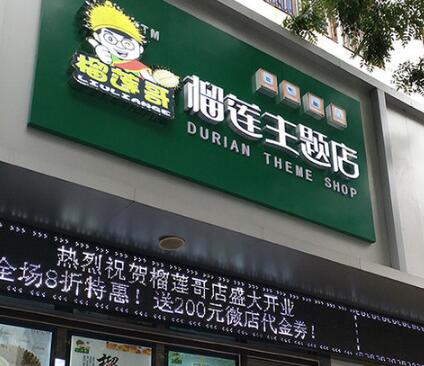 TM
榴莲哥
LIULIANGE
榴莲主题店
DURIAN THEME SHOP
热烈祝贺榴莲哥店盛大开业
全场8折特惠！送200元微店代金券！